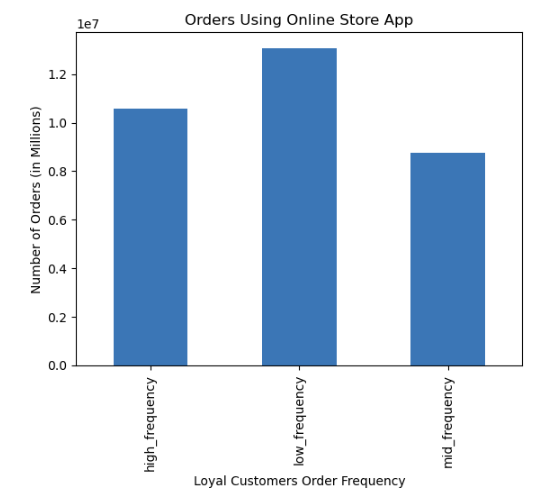 Orders Using Online Store App
1e7
1.2
1.0
0.8
0.6
0.4
0.2
0.0
Number of Orders (in Millions)
high_frequency
low_frequency
mid_frequency
Loyal Customers Order Frequency